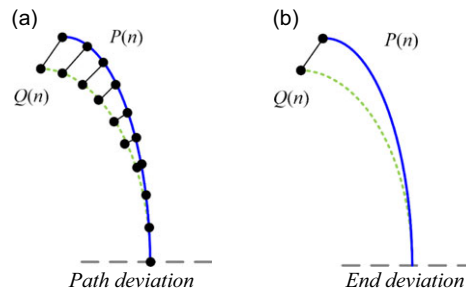 (a)
P(n)
Q(n)
Path deviation
(b)
P(n)
Q(n)
End deviation